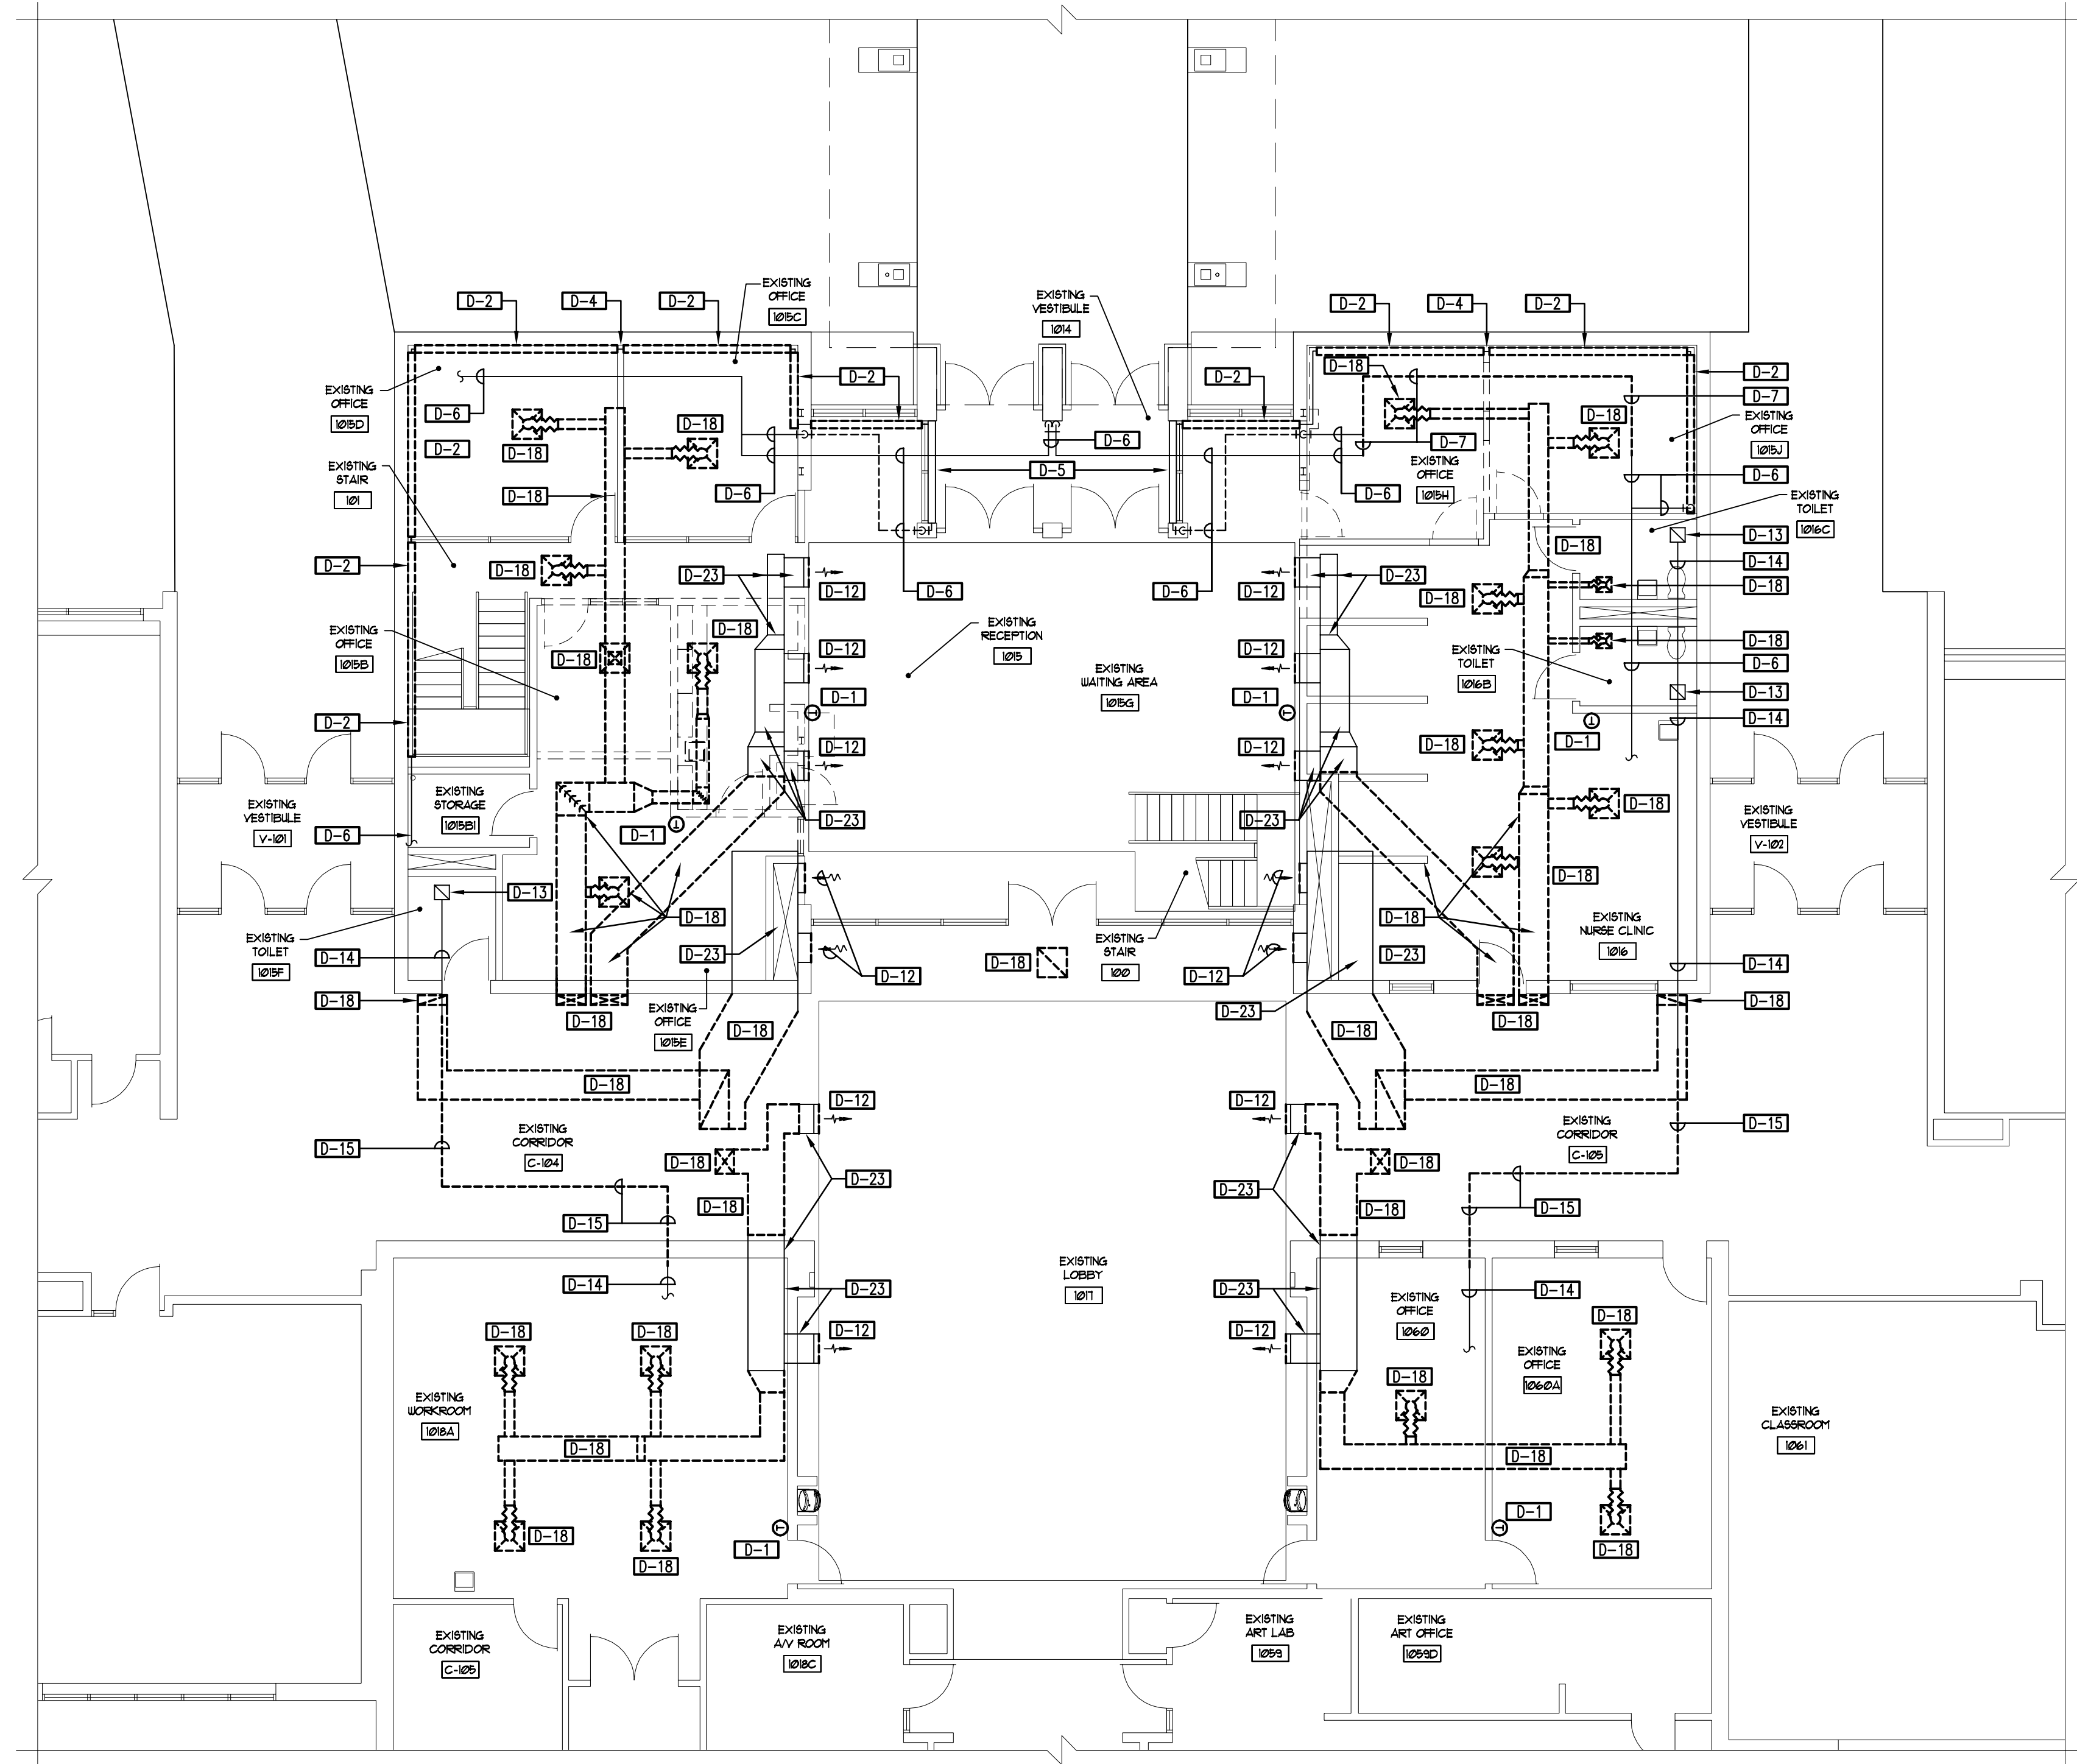 EXISTING
OFFICE
1015C
EXISTING
VESTIBULE
1014
D-2
D-4
D-2
D-2
D-4
D-2
D-2
D-2
D-18
D-2
D-7
EXISTING
OFFICE
1015D
D-6
D-2
D-18
D-18
D-6
D-5
D-7
D-18
EXISTING
OFFICE
1015J
EXISTING
STAIR
101
D-18
D-6
EXISTING
OFFICE
1015H
D-6
D-6
EXISTING
TOILET
1016C
D-2
D-18
D-23
D-12
D-6
D-6
D-12
D-23
D-18
D-13
D-14
D-18
EXISTING
OFFICE
1015B
D-18
D-18
D-12
EXISTING
RECEPTION
1015
EXISTING
WAITING AREA
1015G
D-12
D-18
EXISTING
TOILET
1016B
D-18
D-6
D-13
D-14
D-2
D-1
D-12
D-1
D-12
D-18
D-1
EXISTING
VESTIBULE
V-101
EXISTING
STORAGE
1015B1
D-6
D-1
D-23
D-23
D-18
EXISTING
VESTIBULE
V-102
D-13
D-18
D-23
D-12
D-18
D-12
D-18
D-23
D-18
EXISTING
NURSE CLINIC
1016
EXISTING
TOILET
1015F
D-14
D-18
D-18
EXISTING
OFFICE
1015E
D-18
EXISTING
STAIR
100
D-23
D-18
D-18
D-14
D-18
D-18
D-12
D-12
D-18
D-15
EXISTING
CORRIDOR
C-104
D-18
D-23
D-18
D-23
D-18
D-18
EXISTING
CORRIDOR
C-105
D-15
D-15
D-14
D-23
EXISTING
LOBBY
1017
D-23
D-15
D-14
D-18
D-18
D-12
D-12
EXISTING
OFFICE
1060
EXISTING
OFFICE
1060A
D-18
D-18
EXISTING
WORKROOM
1018A
D-18
D-18
D-18
D-18
D-1
D-1
D-18
EXISTING
CLASSROOM
1061
EXISTING
CORRIDOR
C-105
EXISTING
A/V ROOM
1018C
EXISTING
ART LAB
1059
EXISTING
ART OFFICE
1059D